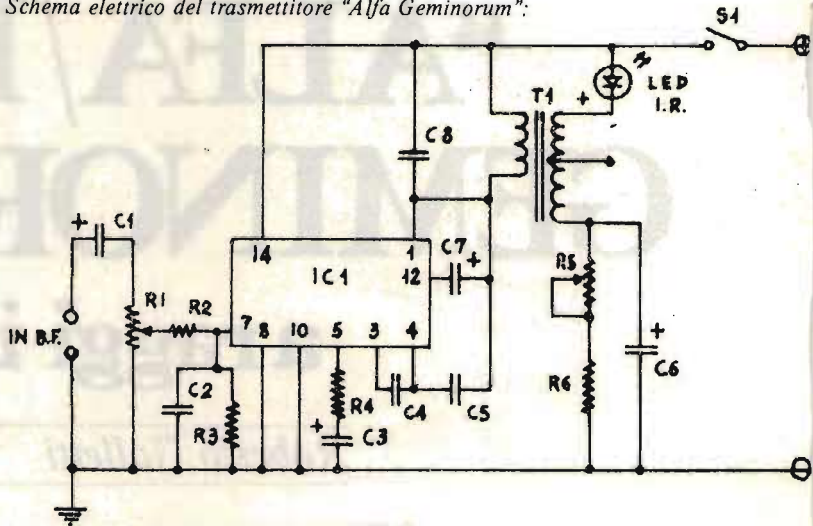 Schema elettrico del trasmettitore “Alfa Geminorum”:
S1
+
LED
I.R.
T1
+
C8
14
1
IC1
12
C7
+
+
C1
R1
R2
7
8
10
5
3
4
IN B.F.
C2
R3
R4
+
C3
C4
C5
R5
R6
+
C6
-